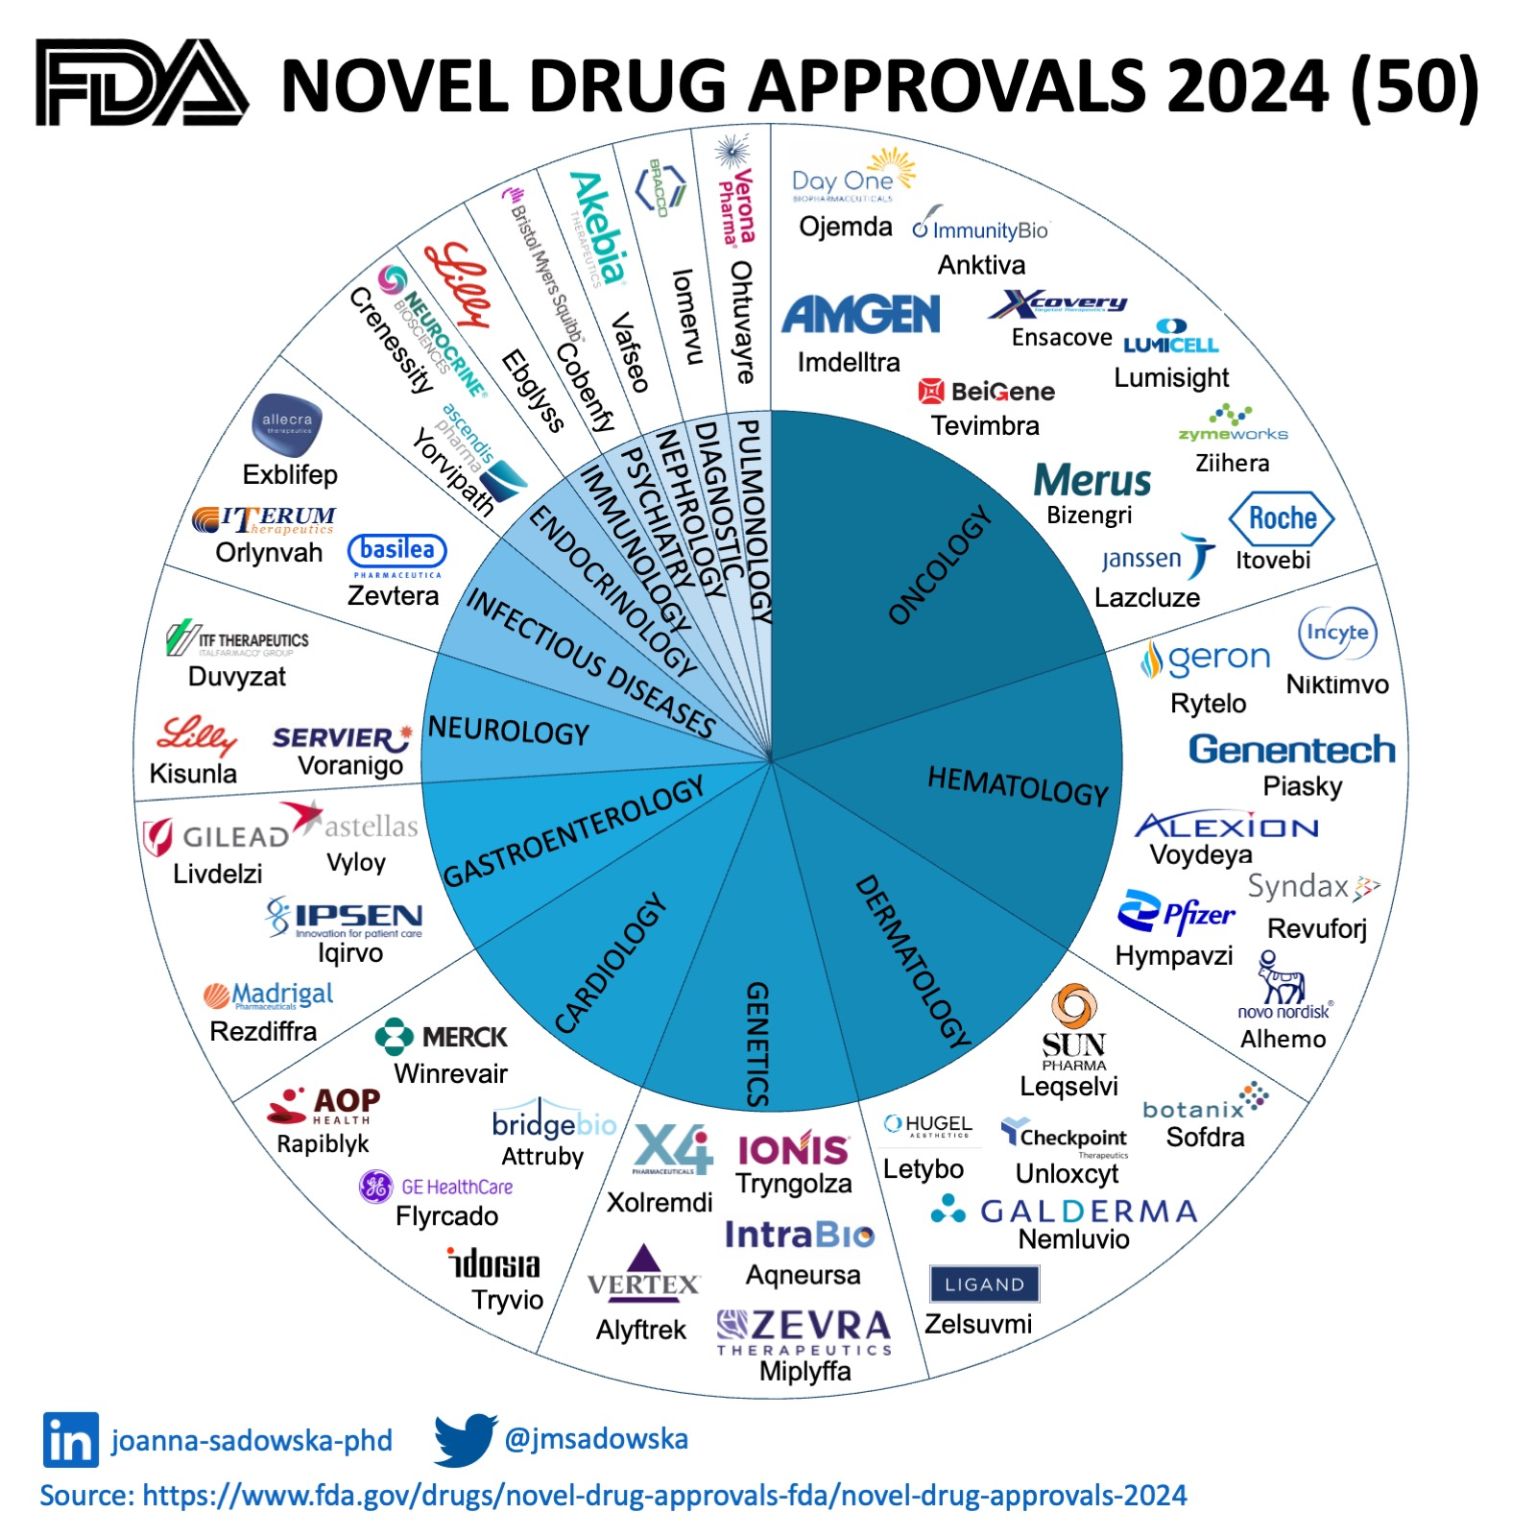 FDA NOVEL DRUG APPROVALS 2024 (50)
Day One
BIOPHARMACEUTICALS
Ojemda
ImmunityBio
Anktiva
AMGEN
Imdelltra
Xcovery
Targeted Therapeutics
Ensacove
LUMICELL
Lumisight
BeiGene
Tevimbra
zymeworks
Ziihera
Merus
Bizengri
Roche
Itovebi
janssen
Lazcluze
ONCOLOGY
geron
Rytelo
Incyte
Niktimvo
Genentech
Piasky
ALEXION
Voydeya
Syndax
Revuforj
Pfizer
Hympavzi
novo nordisk®
Alhemo
HEMATOLOGY
SUN
PHARMA
Leqselvi
botanix
Sofdra
HUGEL
AESTHETICS
Letybo
Checkpoint
Therapeutics
Unloxcyt
GALDERMA
Nemluvio
LIGAND
Zelsuvmi
DERMATOLOGY
X4
PHARMACEUTICALS
Xolremdi
IONIS
Tryngolza
IntraBio
Aqneursa
VERTEX
Alyftrek
ZEVRA
THERAPEUTICS
Miplyffa
GENETICS
MERCK
Winrevair
AOP
HEALTH
Rapiblyk
bridgebio
Attruby
GE HealthCare
Flyrcado
idorsia
Tryvio
CARDIOLOGY
GILEAD
Livdelzi
astellas
Vyloy
IPSEN
Innovation for patient care
Iqirvo
Madrigal
Pharmaceuticals
Rezdiffra
GASTROENTEROLOGY
ITF THERAPEUTICS
ITALFARMACO GROUP
Duvyzat
Lilly
Kisunla
SERVIER
Voranigo
NEUROLOGY
allecra
therapeutics
Exblifep
ITERUM
therapeutics
Orlynvah
basilea
PHARMACEUTICA
Zevtera
INFECTIOUS DISEASES
NEUROCRINE®
BIOSCIENCES
Crenessity
ascendis
pharma
Yorvipath
ENDOCRINOLOGY
Lilly
Ebglyss
IMMUNOLOGY
Bristol Myers Squibb™
Cobenfy
PSYCHIATRY
Akebia®
THERAPEUTICS
Vafseo
NEPHROLOGY
BRACCO
Iomervu
DIAGNOSTIC
Verona
Pharma®
Ohtuvayre
PULMONOLOGY
in joanna-sadowska-phd
@jmsadowska
Source: https://www.fda.gov/drugs/novel-drug-approvals-fda/novel-drug-approvals-2024